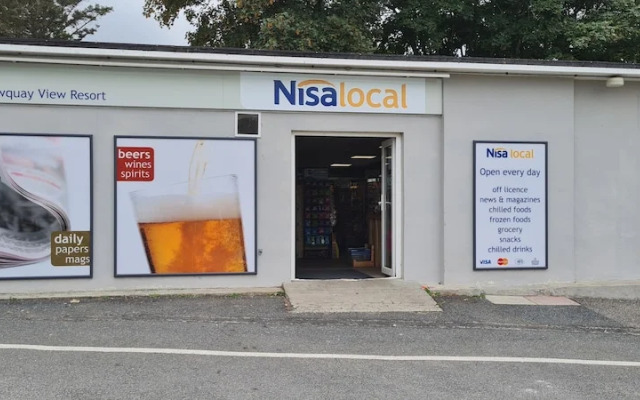 wquay View Resort
Nisalocal
beers
wines
spirits
daily
papers
mags
Nisa local
Open every day
off licence
news & magazines
chilled foods
frozen foods
grocery
snacks
chilled drinks
VISA